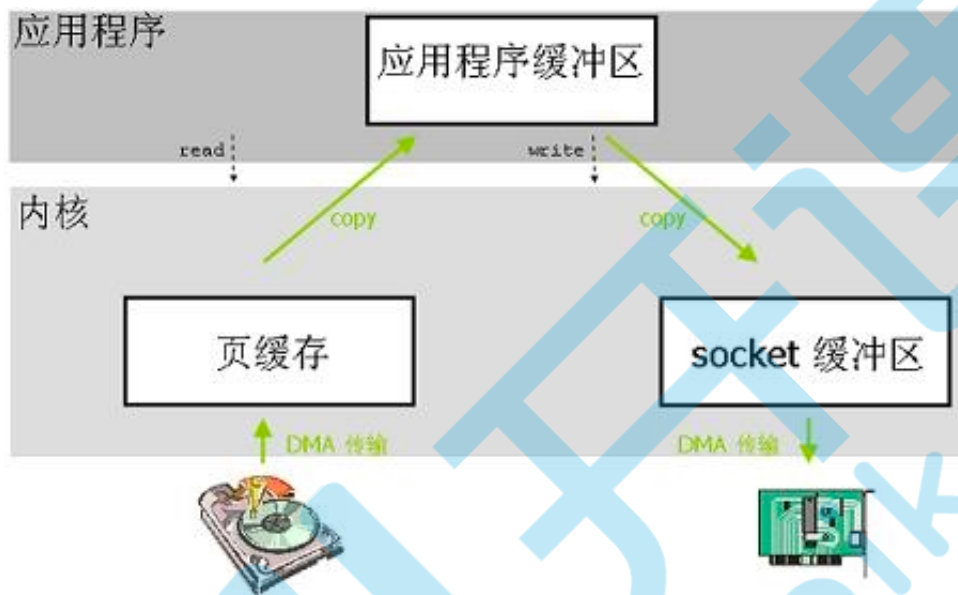 应用程序
应用程序缓冲区
read
write
内核
copy
copy
页缓存
socket 缓冲区
DMA 传输
DMA 传输